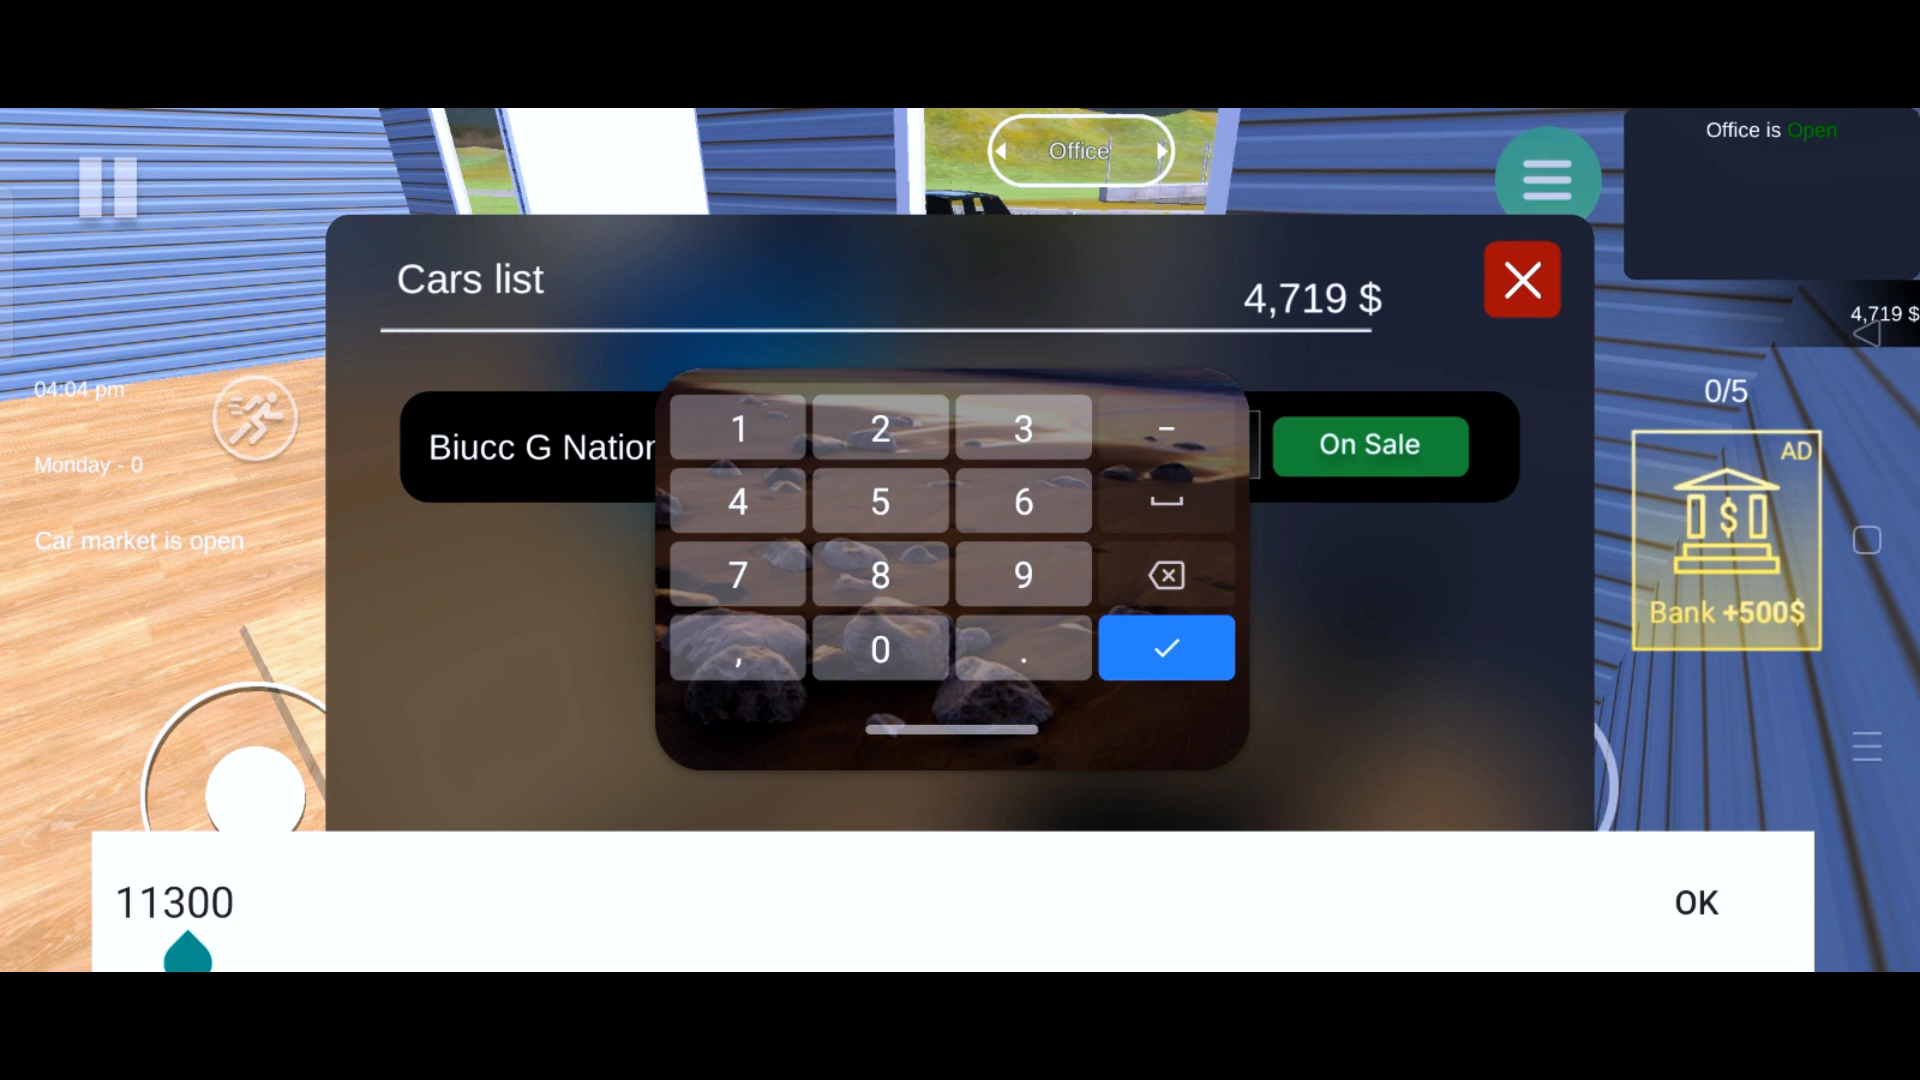 Office
Office is Open
Cars list
4,719 $
4,719 $
04:04 pm
0/5
Biucc G Nation
On Sale
Monday - 0
AD
$
Car market is open
Bank +500$
1 2 3 -
4 5 6
7 8 9
, 0 .
11300
OK